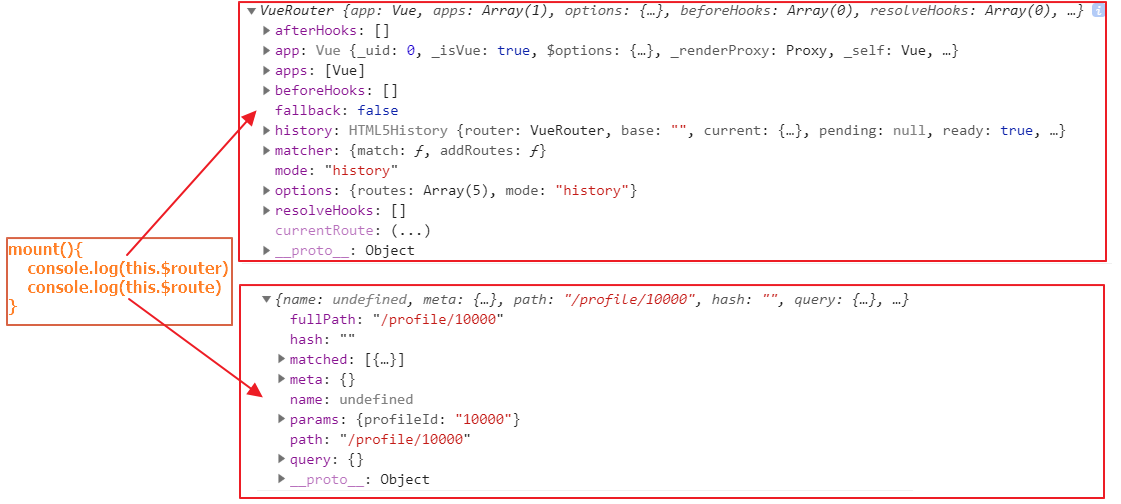 VueRouter {app: Vue, apps: Array(1), options: {…}, beforeHooks: Array(0), resolveHooks: Array(0), …} i
afterHooks: []
app: Vue {_uid: 0, _isVue: true, $options: {…}, _renderProxy: Proxy, _self: Vue, …}
apps: [Vue]
beforeHooks: []
fallback: false
history: HTML5History {router: VueRouter, base: "", current: {…}, pending: null, ready: true, …}
matcher: {match: ƒ, addRoutes: ƒ}
mode: "history"
options: {routes: Array(5), mode: "history"}
resolveHooks: []
currentRoute: (...)
__proto__: Object
mount(){
console.log(this.$router)
console.log(this.$route)
}
{name: undefined, meta: {…}, path: "/profile/10000", hash: "", query: {…}, …}
fullPath: "/profile/10000"
hash: ""
matched: [{…}]
meta: {}
name: undefined
params: {profileId: "10000"}
path: "/profile/10000"
query: {}
__proto__: Object